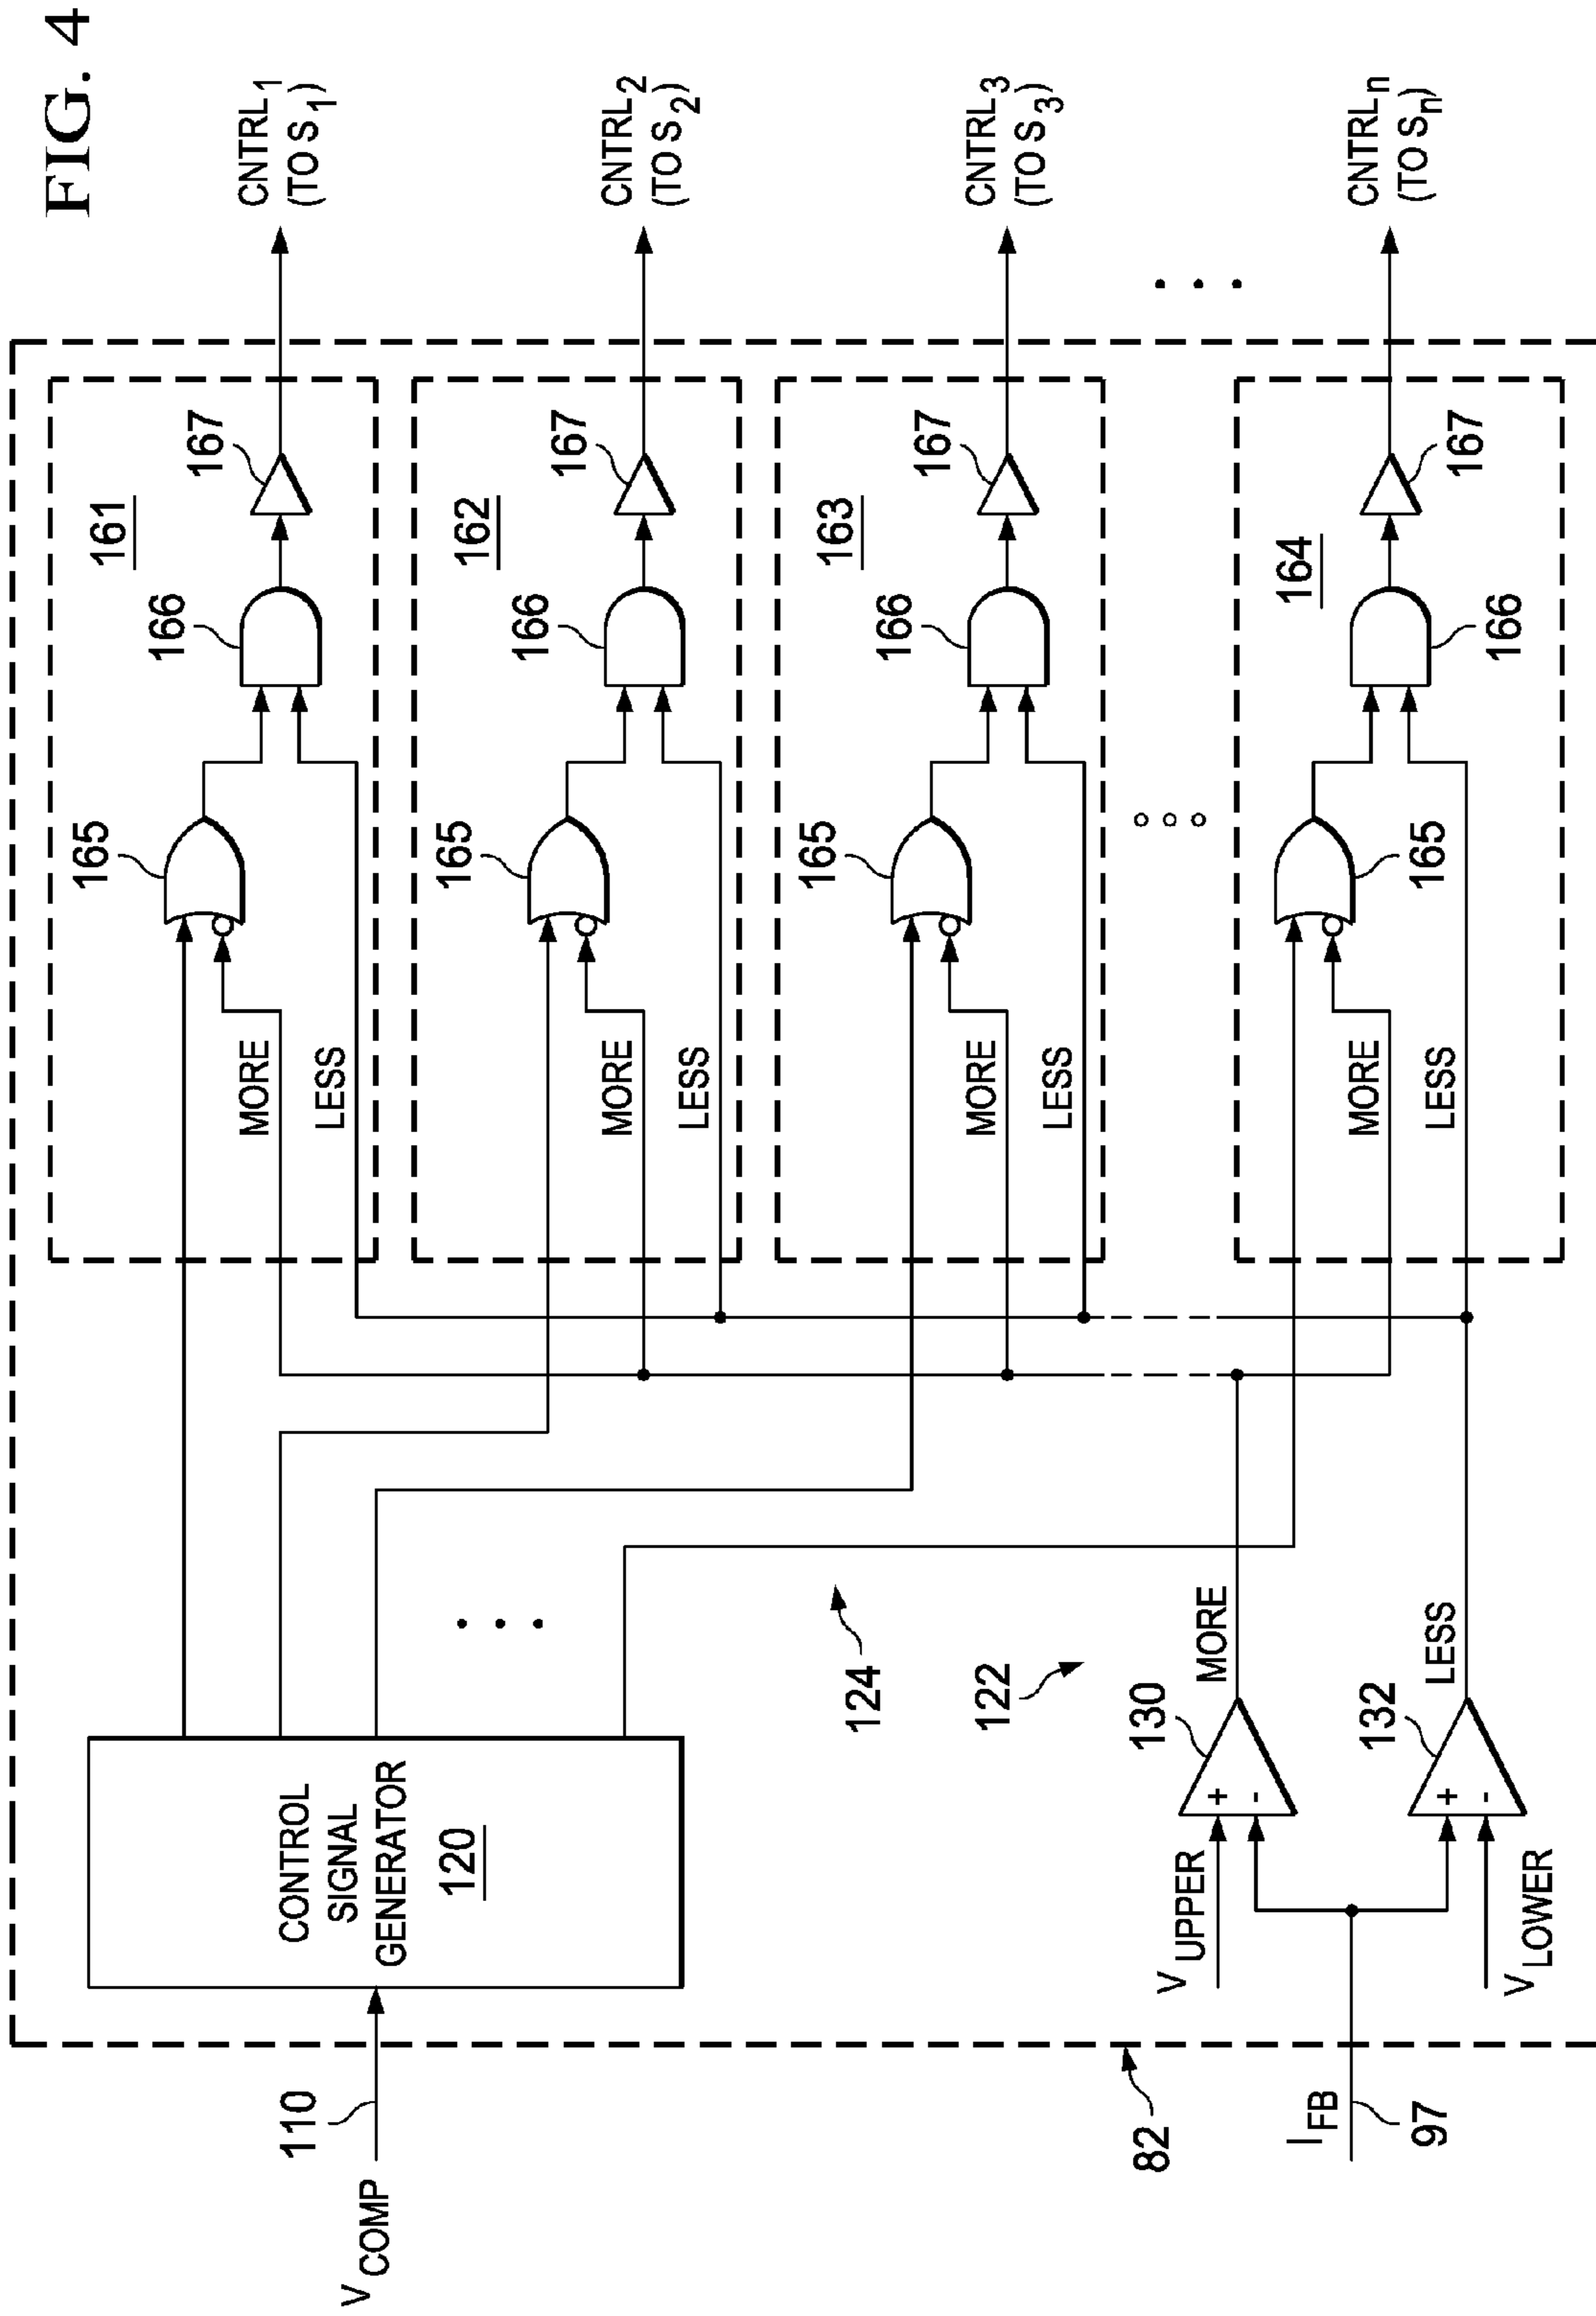 FIG. 4
CNTRL1
(TO S1)
CNTRL2
(TO S2)
CNTRL3
(TO S3)
CNTRLn
(TO Sn)
161
167
166
165
MORE
LESS
162
167
166
165
MORE
LESS
163
167
166
165
MORE
LESS
164
167
166
165
MORE
LESS
CONTROL
SIGNAL
GENERATOR
120
124
122
130
MORE
132
LESS
+
-
+
-
VUPPER
VLOWER
110
VCOMP
82
IFB
97